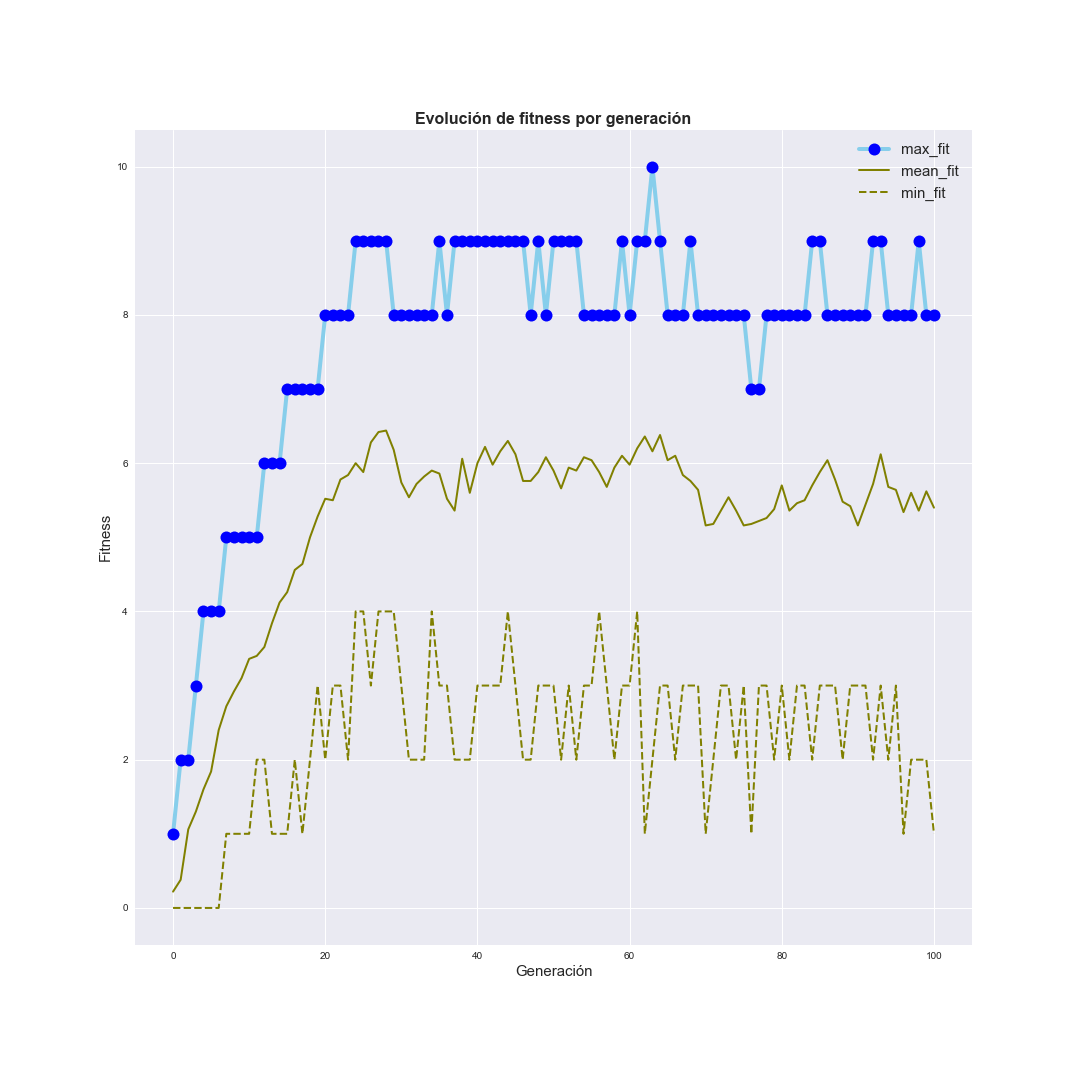 Evolución de fitness por generación
max_fit
mean_fit
min_fit
Fitness
10
8
6
4
2
0
0 20 40 60 80 100
Generación